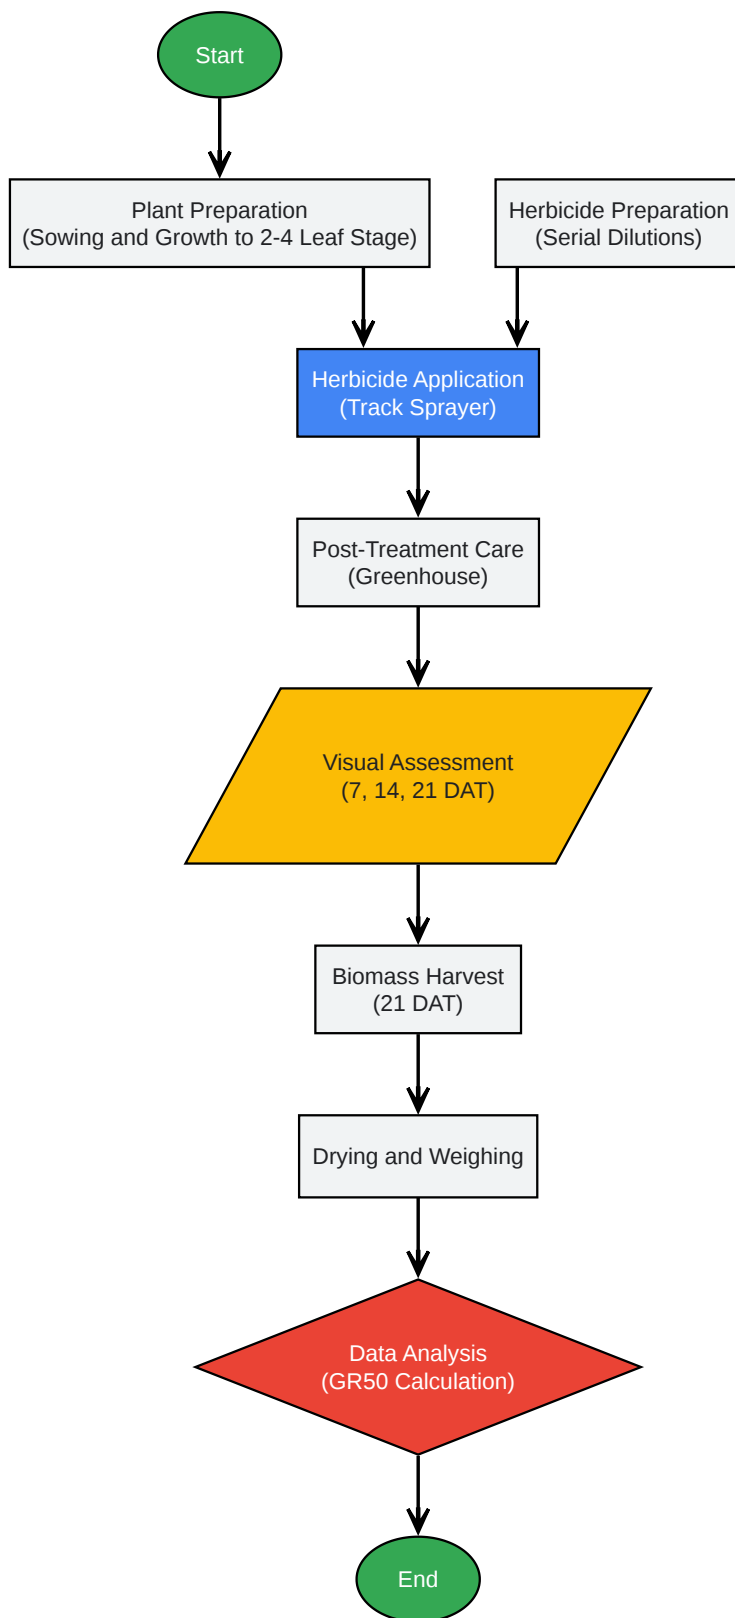 Start
Plant Preparation
(Sowing and Growth to 2-4 Leaf Stage)
Herbicide Preparation
(Serial Dilutions)
Herbicide Application
(Track Sprayer)
Post-Treatment Care
(Greenhouse)
Visual Assessment
(7, 14, 21 DAT)
Biomass Harvest
(21 DAT)
Drying and Weighing
Data Analysis
(GR50 Calculation)
End